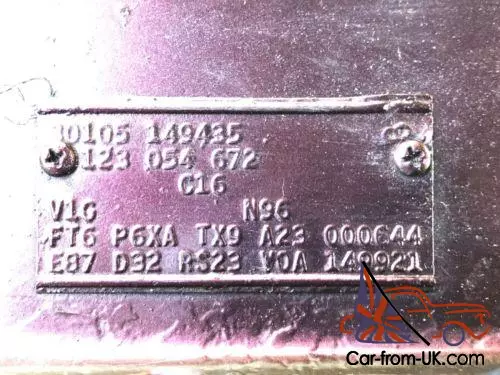 149435
123 054 672
C16
V1G N96
FT6 P6XA TX9 A23 000644
E87 D32 RS23 V0A 149921
Car-from-UK.com